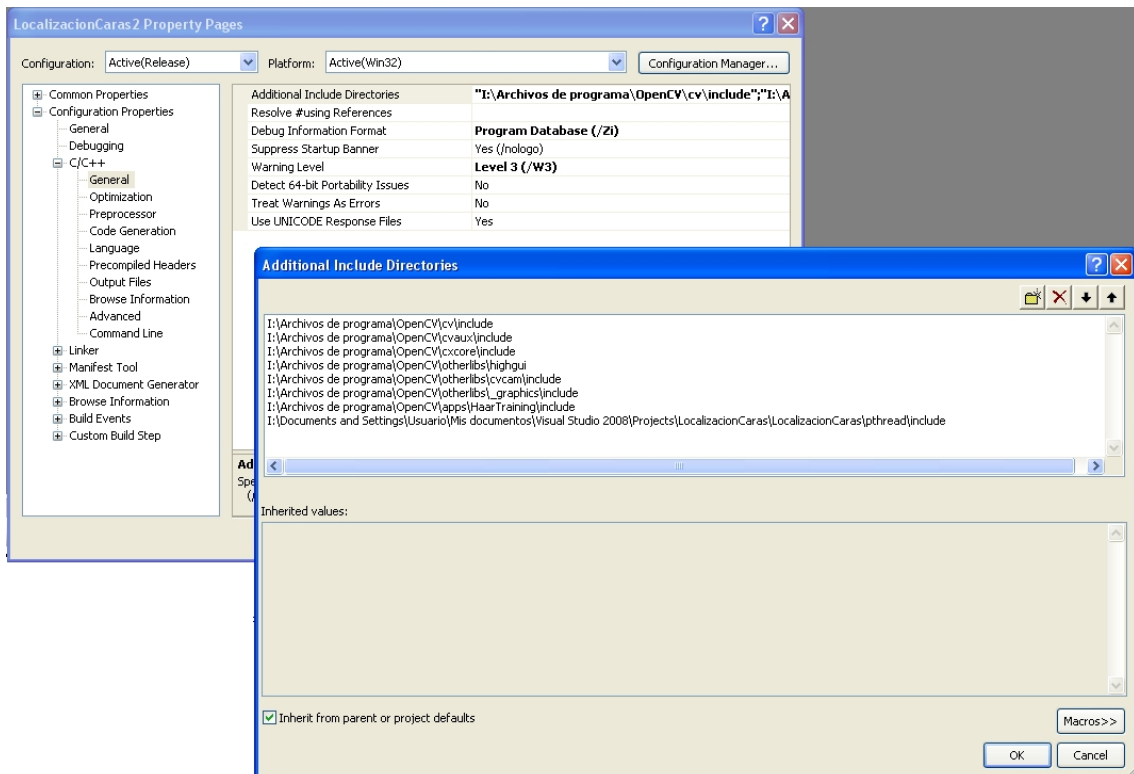 LocalizacionCaras2 Property Pages
Configuration: Active(Release) Platform: Active(Win32) Configuration Manager...
Common Properties
Configuration Properties
General
Debugging
C/C++
General
Optimization
Preprocessor
Code Generation
Language
Precompiled Headers
Output Files
Browse Information
Advanced
Command Line
Linker
Manifest Tool
XML Document Generator
Browse Information
Build Events
Custom Build Step
Additional Include Directories "I:\Archivos de programa\OpenCV\cv\include";"I:\A
Resolve #using References
Debug Information Format Program Database (/Zi)
Suppress Startup Banner Yes (/nologo)
Warning Level Level 3 (/W3)
Detect 64-bit Portability Issues No
Treat Warnings As Errors No
Use UNICODE Response Files Yes
Ad
Spe
(/
Additional Include Directories
I:\Archivos de programa\OpenCV\cv\include
I:\Archivos de programa\OpenCV\cvaux\include
I:\Archivos de programa\OpenCV\cxcore\include
I:\Archivos de programa\OpenCV\otherlibs\highgui
I:\Archivos de programa\OpenCV\otherlibs\cvcam\include
I:\Archivos de programa\OpenCV\otherlibs\_graphics\include
I:\Archivos de programa\OpenCV\apps\HaarTraining\include
I:\Documents and Settings\Usuario\Mis documentos\Visual Studio 2008\Projects\LocalizacionCaras\LocalizacionCaras\pthread\include
Inherited values:
Inherit from parent or project defaults
Macros>>
OK Cancel